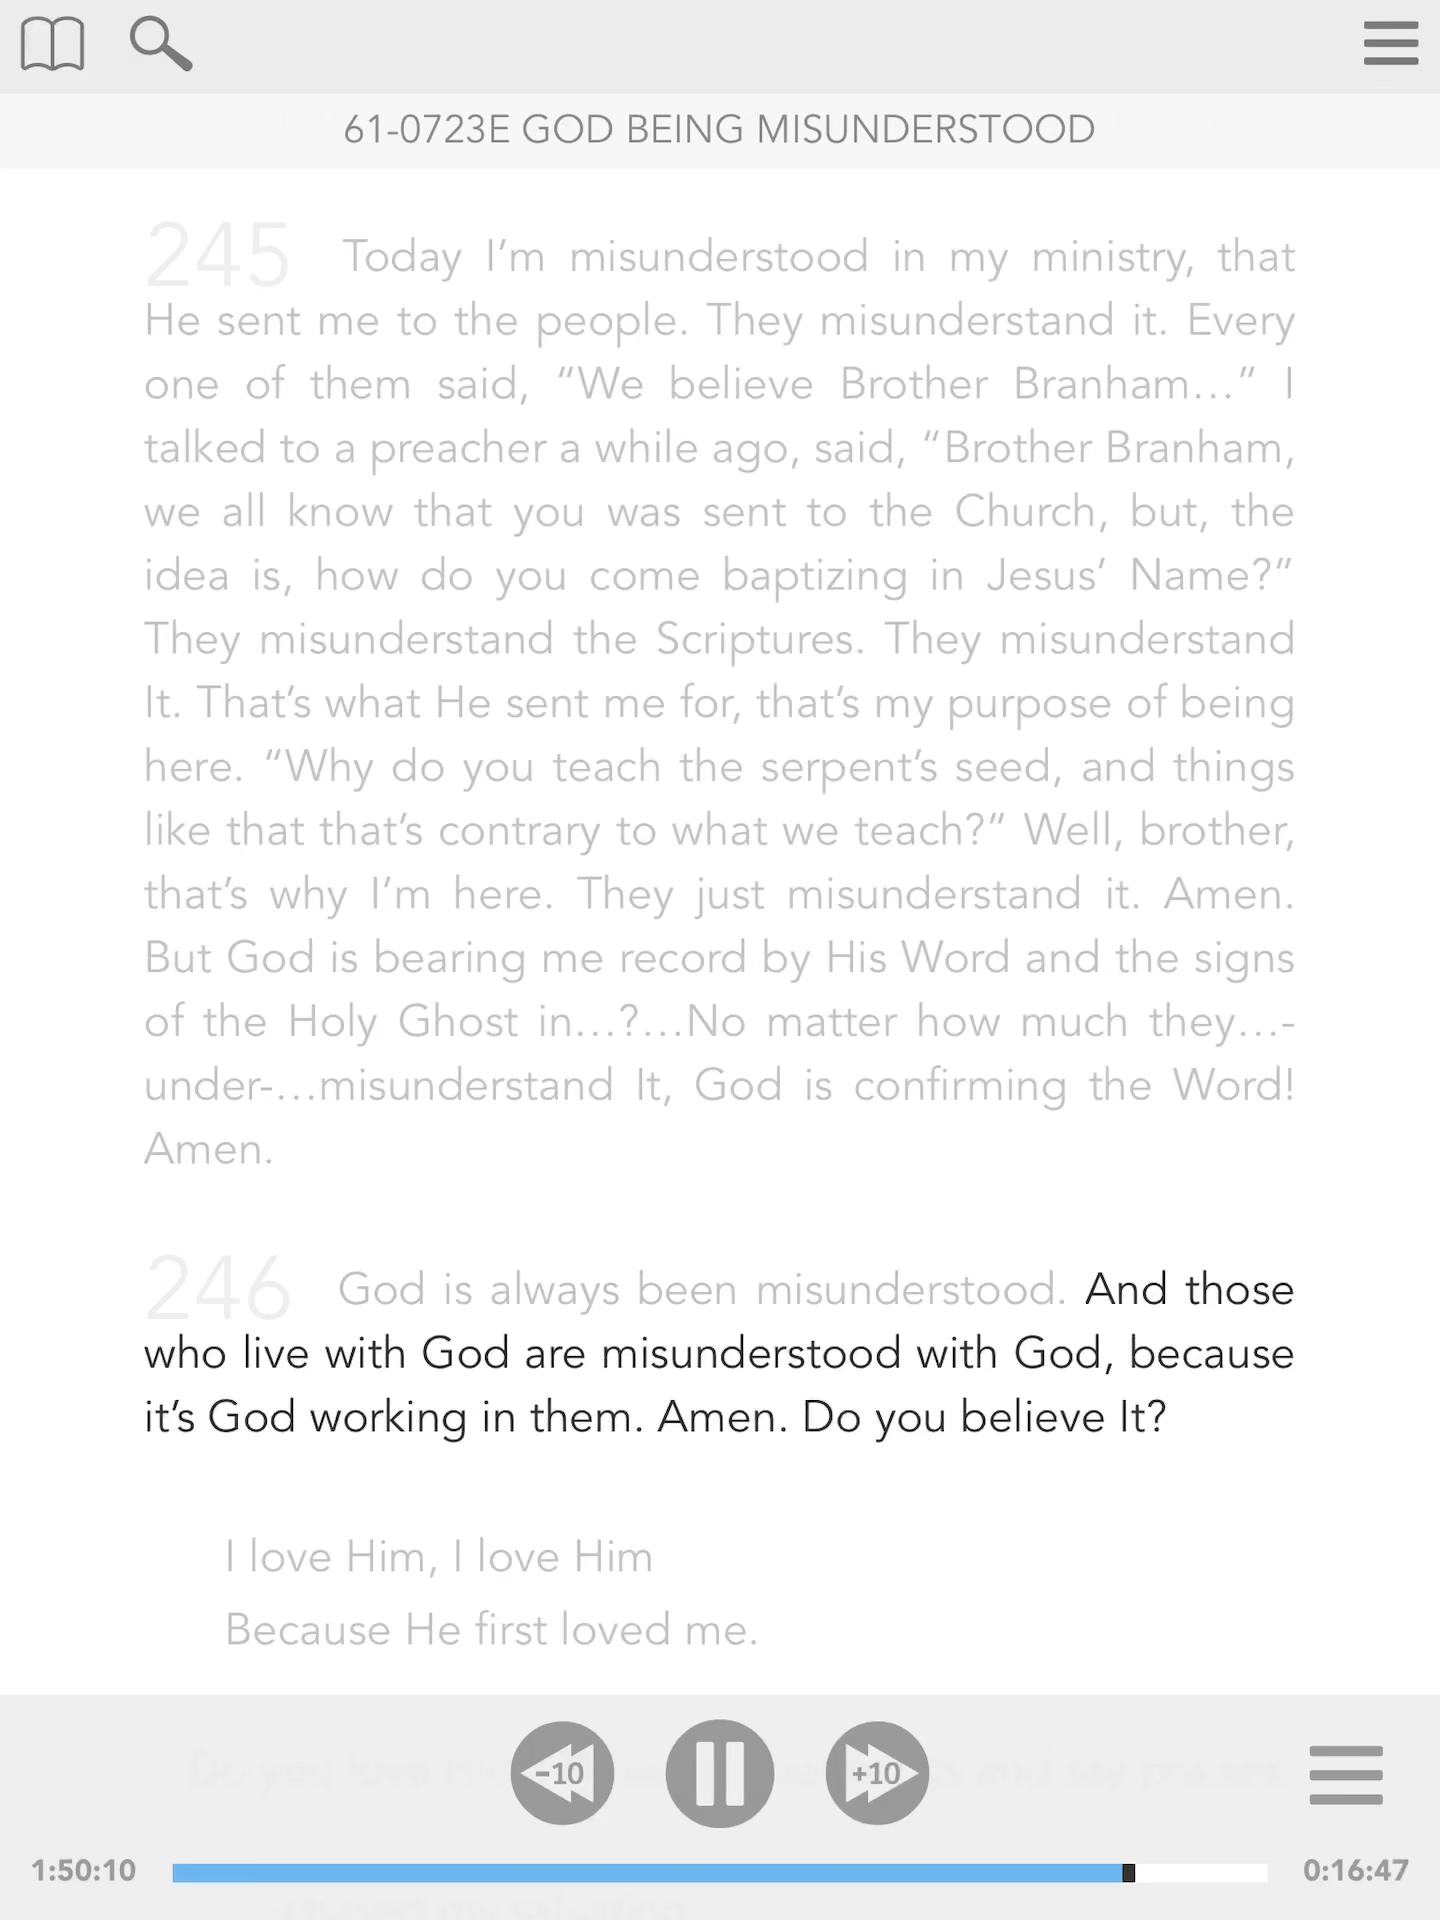 61-0723E GOD BEING MISUNDERSTOOD
245 Today I’m misunderstood in my ministry, that
He sent me to the people. They misunderstand it. Every
one of them said, “We believe Brother Branham…” I
talked to a preacher a while ago, said, “Brother Branham,
we all know that you was sent to the Church, but, the
idea is, how do you come baptizing in Jesus’ Name?”
They misunderstand the Scriptures. They misunderstand
It. That’s what He sent me for, that’s my purpose of being
here. “Why do you teach the serpent’s seed, and things
like that that’s contrary to what we teach?” Well, brother,
that’s why I’m here. They just misunderstand it. Amen.
But God is bearing me record by His Word and the signs
of the Holy Ghost in…?…No matter how much they…-
under-…misunderstand It, God is confirming the Word!
Amen.
246 God is always been misunderstood. And those
who live with God are misunderstood with God, because
it’s God working in them. Amen. Do you believe It?
I love Him, I love Him
Because He first loved me.
Do you love and say
-10 +10
1:50:10 0:16:47
my